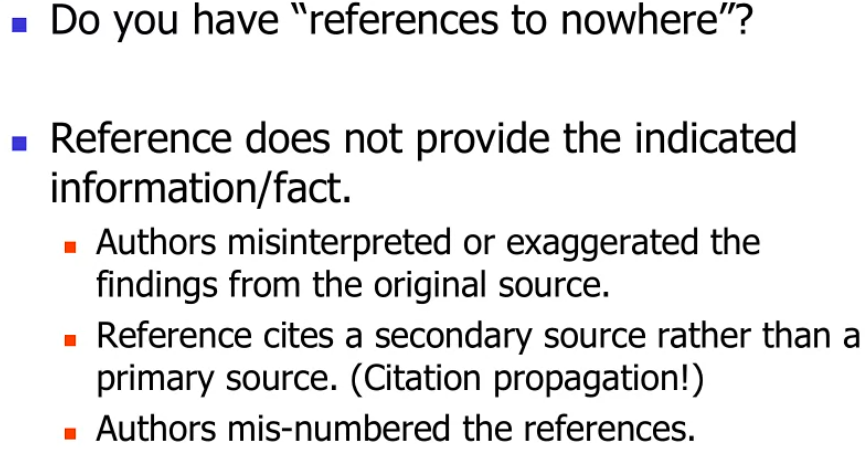 Do you have “references to nowhere”?
Reference does not provide the indicated
information/fact.
Authors misinterpreted or exaggerated the
findings from the original source.
Reference cites a secondary source rather than a
primary source. (Citation propagation!)
Authors mis-numbered the references.